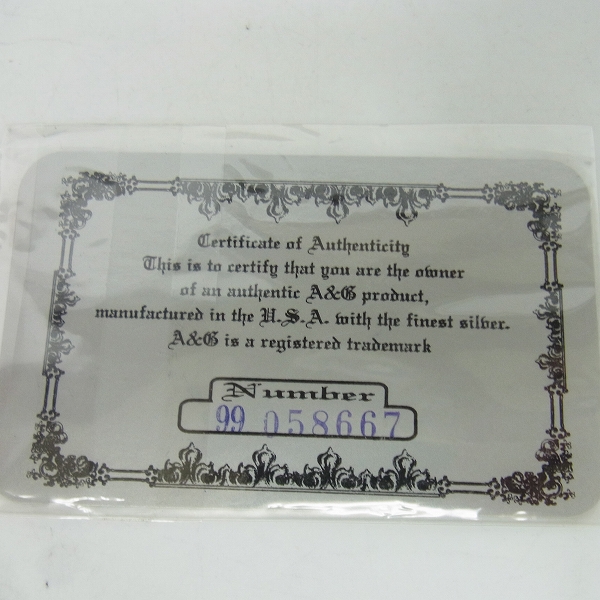 Certificate of Authenticity
This is to certify that you are the owner
of an authentic A&G product,
manufactured in the U.S.A. with the finest silver.
A&G is a registered trademark
Number
99 058667